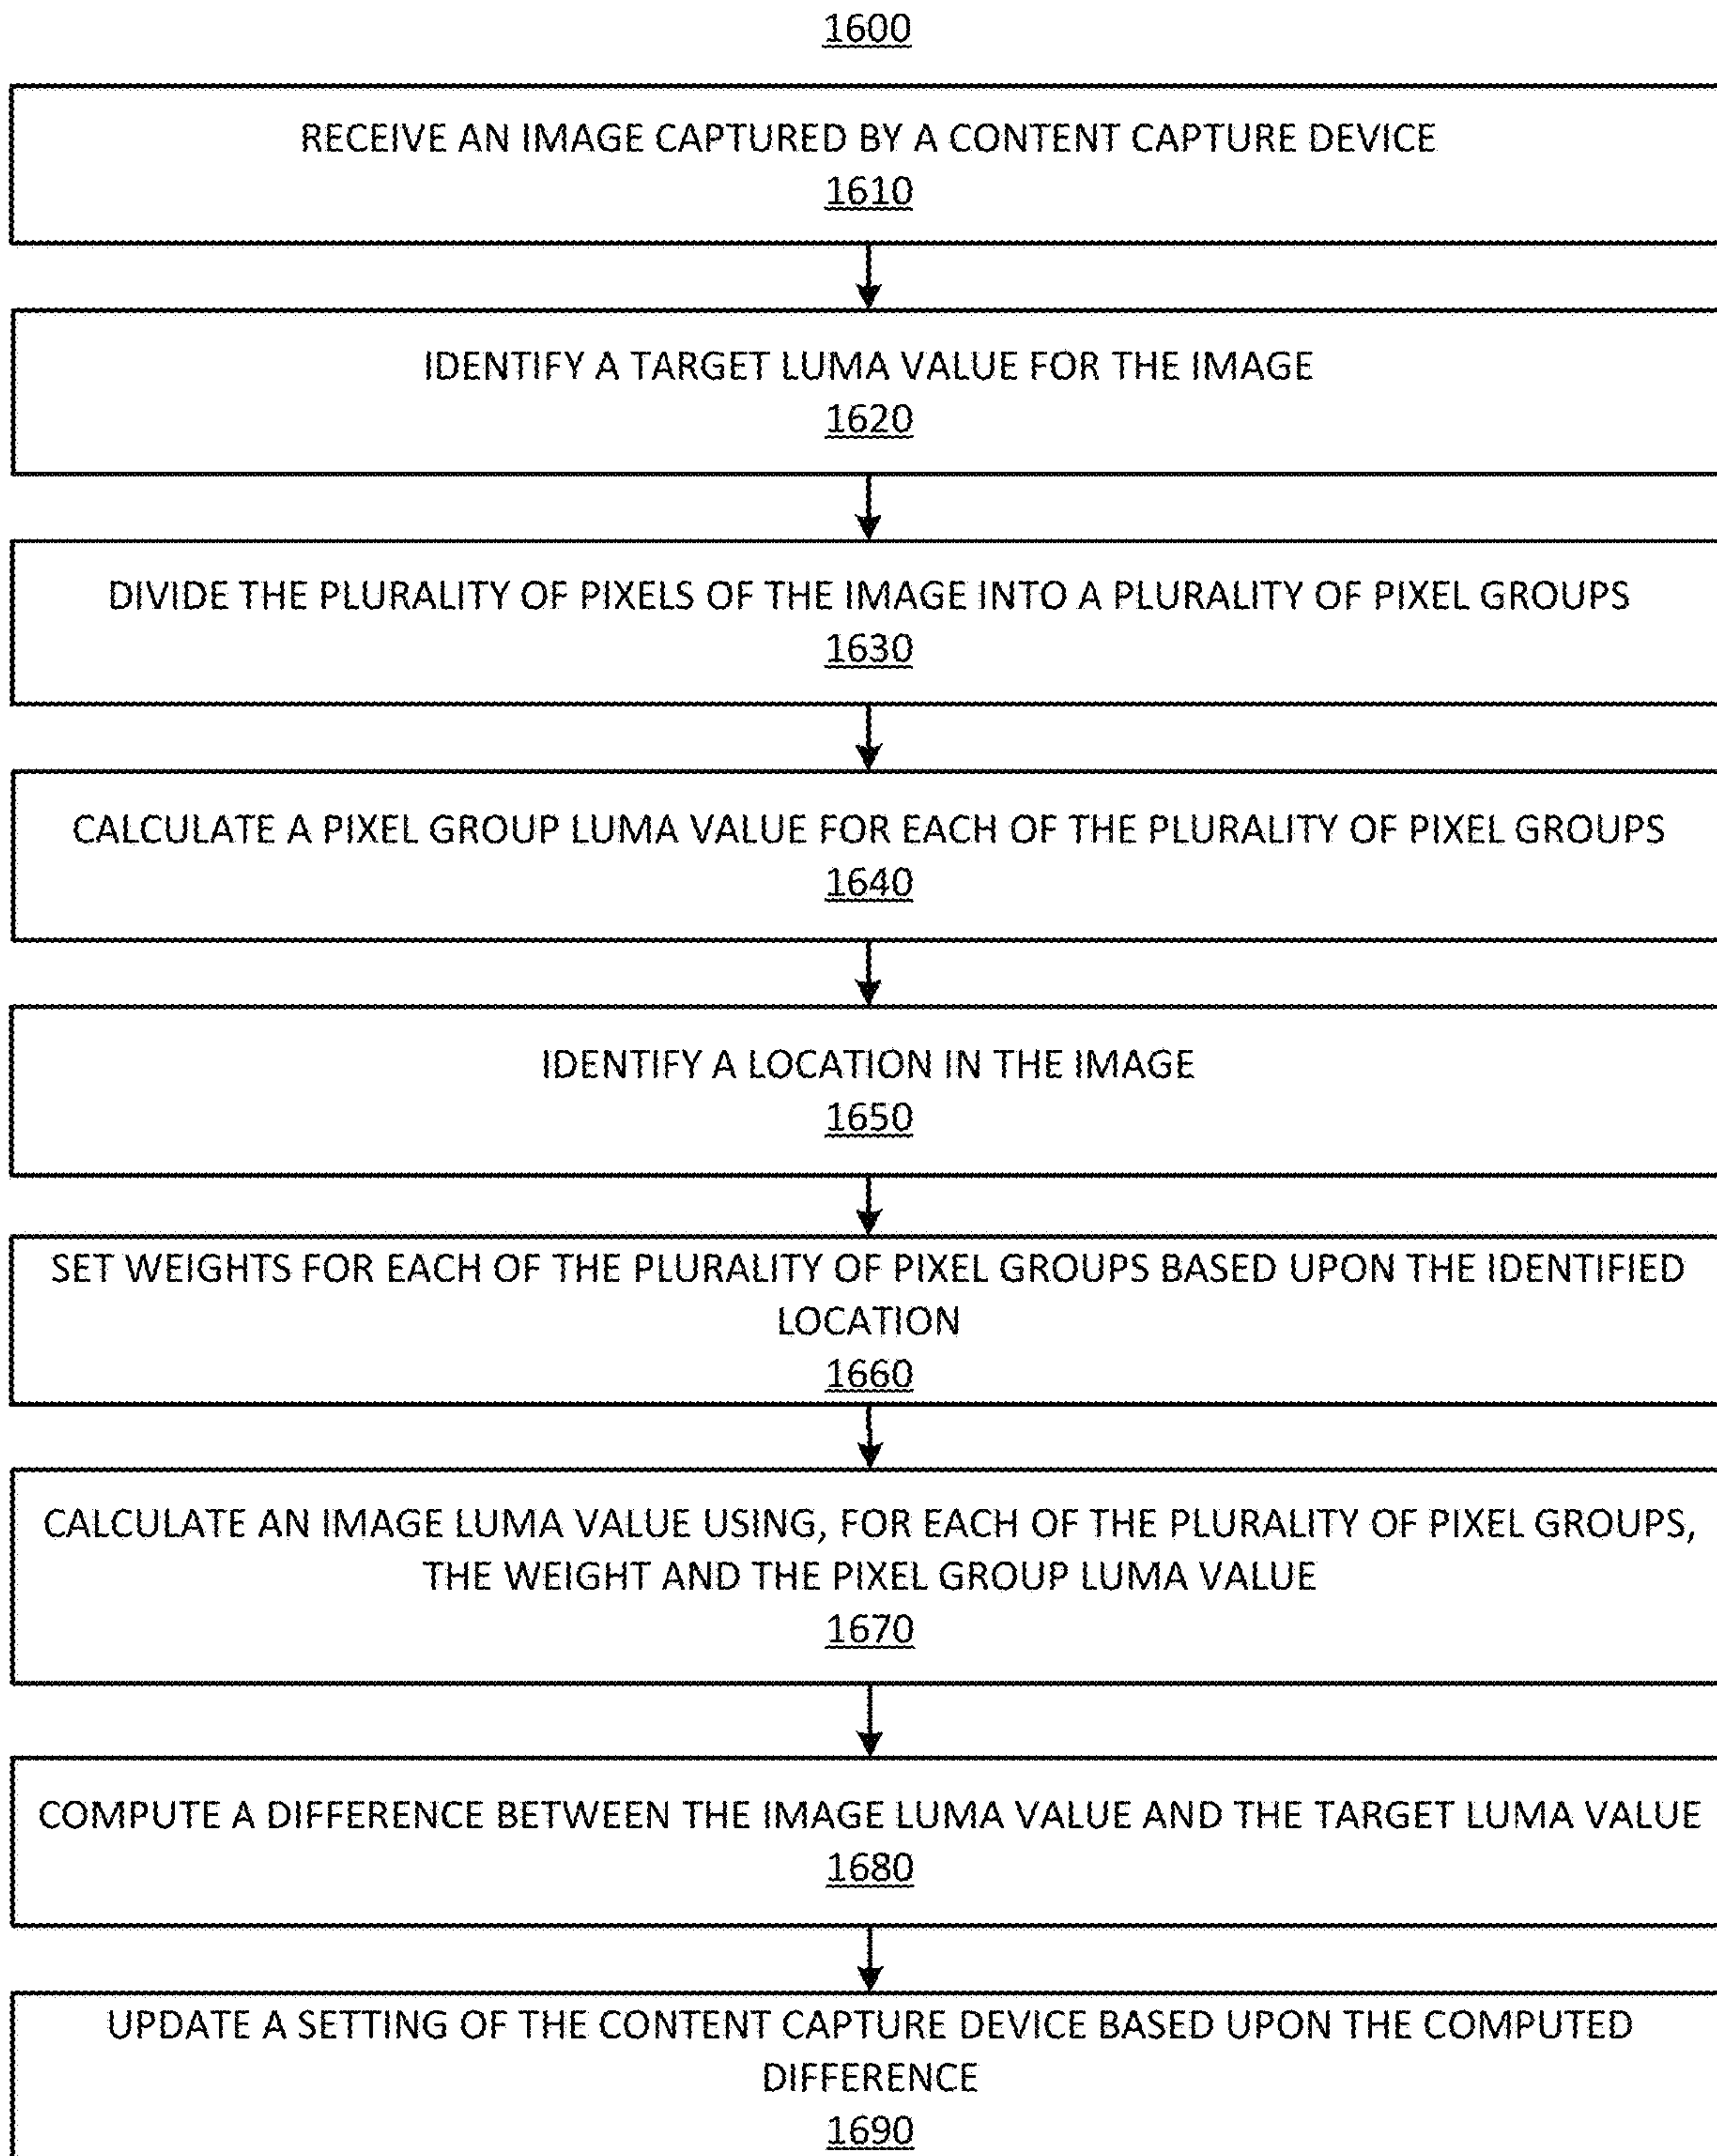 1600
RECEIVE AN IMAGE CAPTURED BY A CONTENT CAPTURE DEVICE
1610
IDENTIFY A TARGET LUMA VALUE FOR THE IMAGE
1620
DIVIDE THE PLURALITY OF PIXELS OF THE IMAGE INTO A PLURALITY OF PIXEL GROUPS
1630
CALCULATE A PIXEL GROUP LUMA VALUE FOR EACH OF THE PLURALITY OF PIXEL GROUPS
1640
IDENTIFY A LOCATION IN THE IMAGE
1650
SET WEIGHTS FOR EACH OF THE PLURALITY OF PIXEL GROUPS BASED UPON THE IDENTIFIED
LOCATION
1660
CALCULATE AN IMAGE LUMA VALUE USING, FOR EACH OF THE PLURALITY OF PIXEL GROUPS,
THE WEIGHT AND THE PIXEL GROUP LUMA VALUE
1670
COMPUTE A DIFFERENCE BETWEEN THE IMAGE LUMA VALUE AND THE TARGET LUMA VALUE
1680
UPDATE A SETTING OF THE CONTENT CAPTURE DEVICE BASED UPON THE COMPUTED
DIFFERENCE
1690